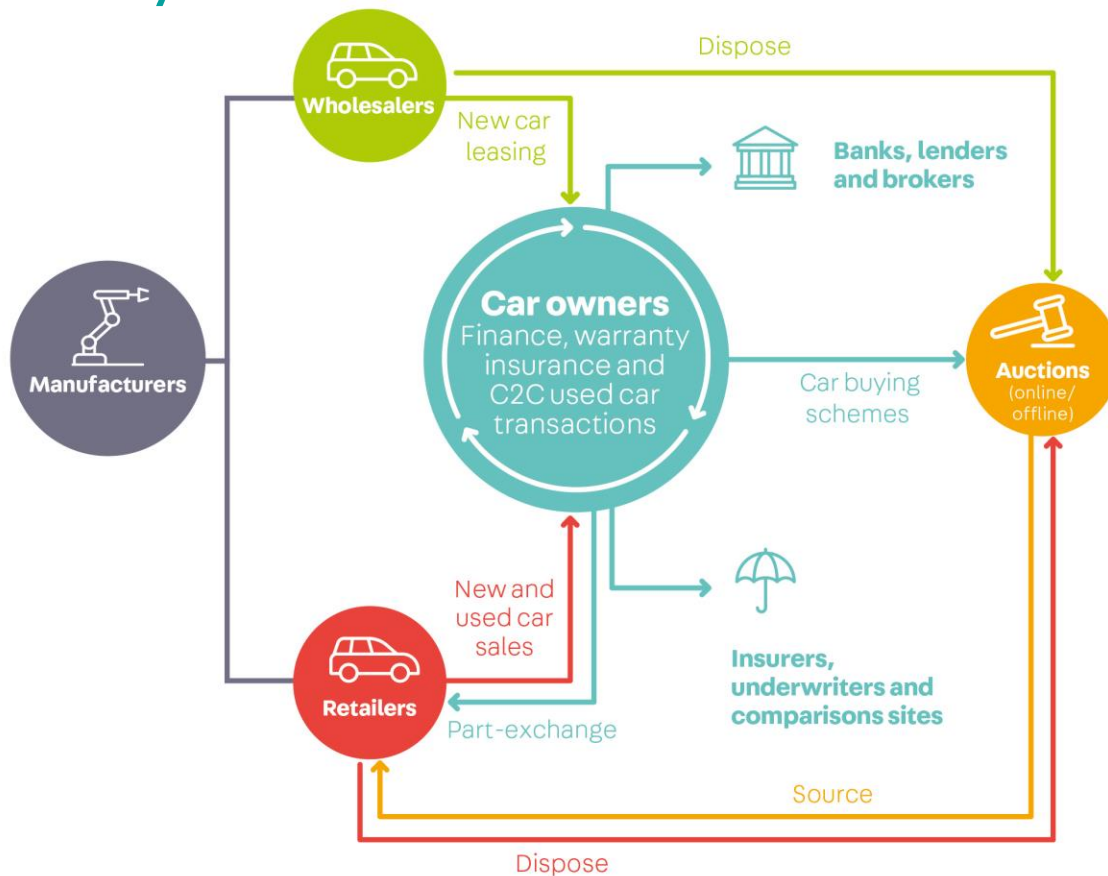 Dispose
Wholesalers
New car
leasing
Banks, lenders
and brokers
Car owners
Finance, warranty
insurance and
C2C used car
transactions
Manufacturers
Auctions
(online/
offline)
Car buying
schemes
New and
used car
sales
Retailers
Part-exchange
Insurers,
underwriters and
comparisons sites
Source
Dispose